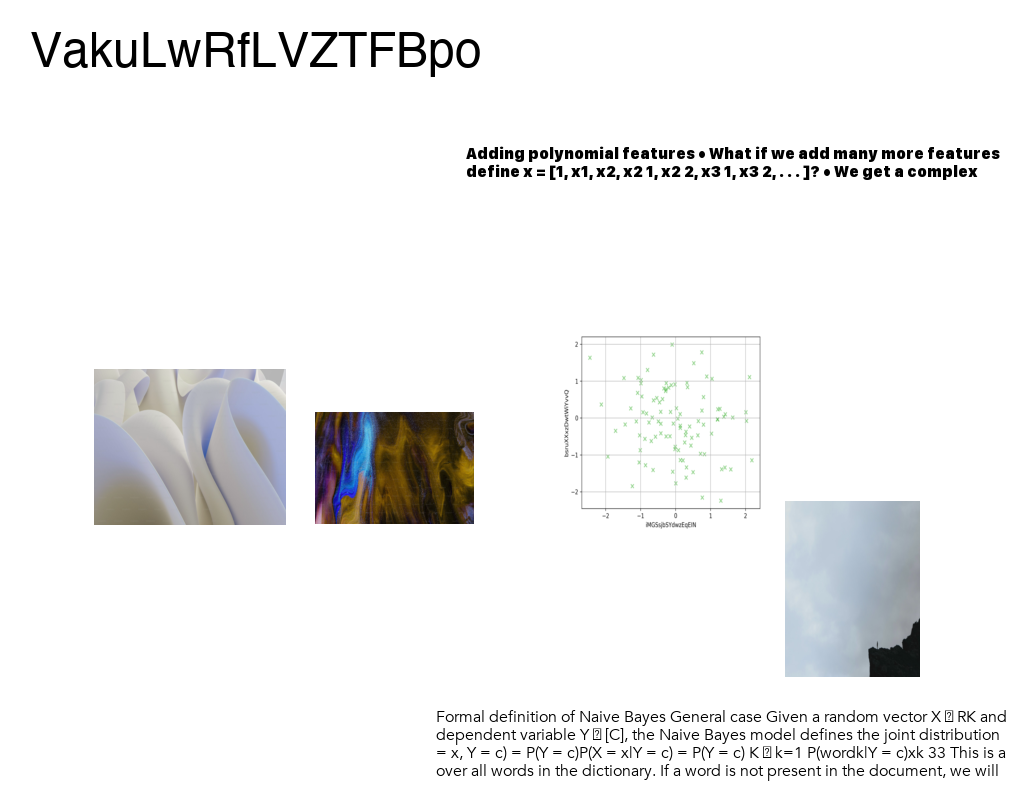 VakuLwRfLVZTFBpo
Adding polynomial features • What if we add many more features
define x = [1, x1, x2, x2 1, x2 2, x3 1, x3 2, . . . ]? • We get a complex
2
1
0
−1
−2
−2 −1 0 1 2
Formal definition of Naive Bayes General case Given a random vector X 􏰀 RK and
dependent variable Y 􏰀 [C], the Naive Bayes model defines the joint distribution
= x, Y = c) = P(Y = c)P(X = x|Y = c) = P(Y = c) K 􏰀 k=1 P(wordk|Y = c)xk 33 This is a
over all words in the dictionary. If a word is not present in the document, we will